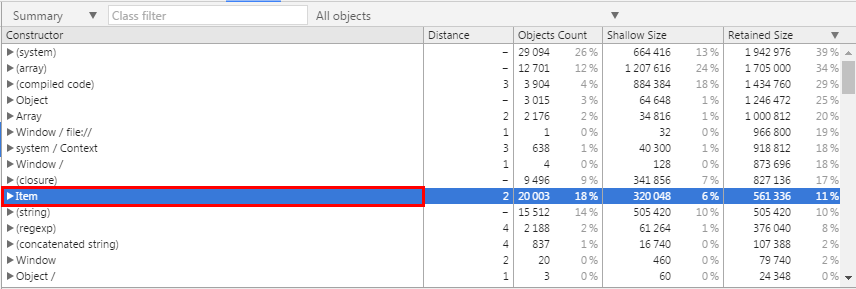 Summary ▼ Class filter All objects ▼
Constructor Distance Objects Count Shallow Size Retained Size ▼
▶(system) – 29 094 26 % 664 416 13 % 1 942 976 39 %
▶(array) – 12 701 12 % 1 207 616 24 % 1 705 000 34 %
▶(compiled code) 3 3 904 4 % 884 384 18 % 1 434 760 29 %
▶Object – 3 015 3 % 64 648 1 % 1 246 472 25 %
▶Array 2 2 176 2 % 34 816 1 % 1 000 812 20 %
▶Window / file:// 1 1 0 % 32 0 % 966 800 19 %
▶system / Context 3 638 1 % 40 300 1 % 918 812 18 %
▶Window / 1 4 0 % 128 0 % 873 696 18 %
▶(closure) – 9 496 9 % 341 856 7 % 827 136 17 %
▶Item 2 20 003 18 % 320 048 6 % 561 336 11 %
▶(string) – 15 512 14 % 505 420 10 % 505 420 10 %
▶(regexp) 4 2 188 2 % 61 264 1 % 376 040 8 %
▶(concatenated string) 4 837 1 % 16 740 0 % 107 388 2 %
▶Window 2 20 0 % 460 0 % 79 740 2 %
▶Object / 1 3 0 % 60 0 % 24 348 0 %